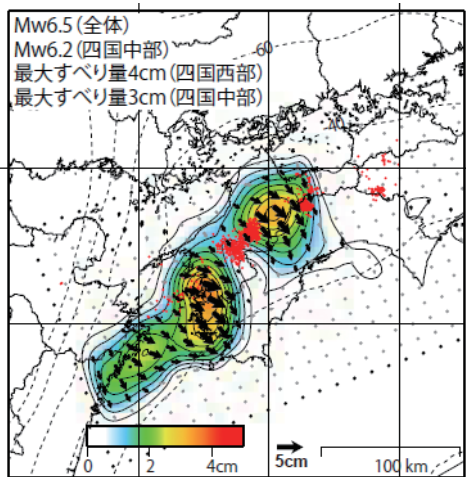 Mw6.5(全体)
Mw6.2(四国中部)
最大すべり量4cm(四国西部)
最大すべり量3cm(四国中部)
-60
0 2 4cm
5cm
100 km